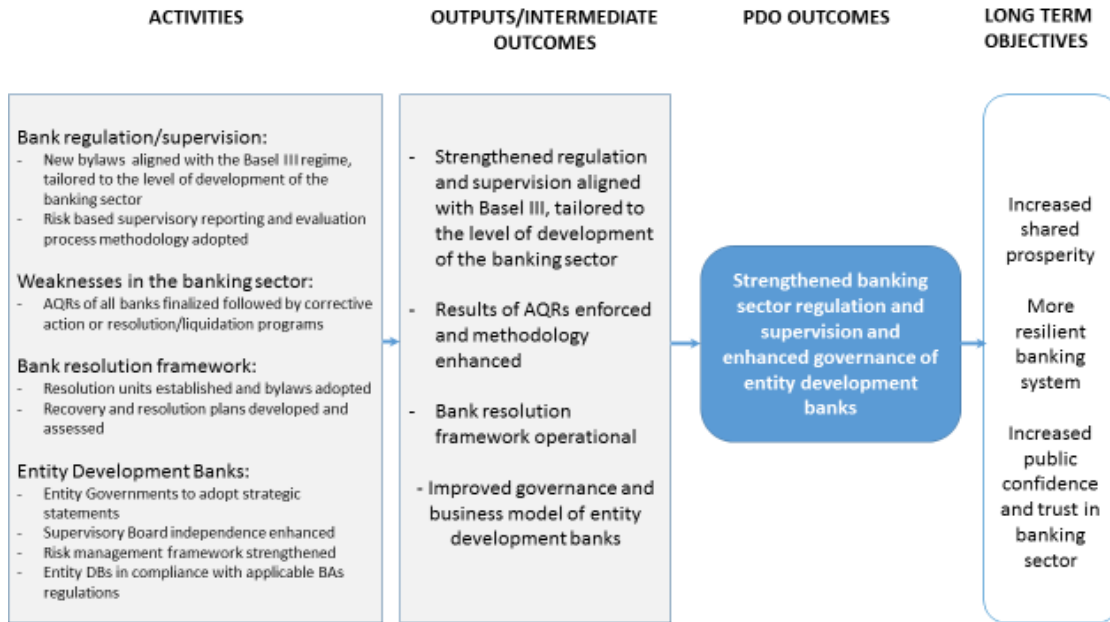 ACTIVITIES
OUTPUTS/INTERMEDIATE
OUTCOMES
PDO OUTCOMES
LONG TERM
OBJECTIVES
Bank regulation/supervision:
- New bylaws aligned with the Basel III regime,
tailored to the level of development of the
banking sector
- Risk based supervisory reporting and evaluation
process methodology adopted
Weaknesses in the banking sector:
- AQRs of all banks finalized followed by corrective
action or resolution/liquidation programs
Bank resolution framework:
- Resolution units established and bylaws adopted
- Recovery and resolution plans developed and
assessed
Entity Development Banks:
- Entity Governments to adopt strategic
statements
- Supervisory Board independence enhanced
- Risk management framework strengthened
- Entity DBs in compliance with applicable BAs
regulations
- Strengthened regulation
and supervision aligned
with Basel III, tailored to
the level of development
of the banking sector
- Results of AQRs enforced
and methodology
enhanced
- Bank resolution
framework operational
- Improved governance and
business model of entity
development banks
Strengthened banking
sector regulation and
supervision and
enhanced governance of
entity development
banks
Increased
shared
prosperity
More
resilient
banking
system
Increased
public
confidence
and trust in
banking
sector